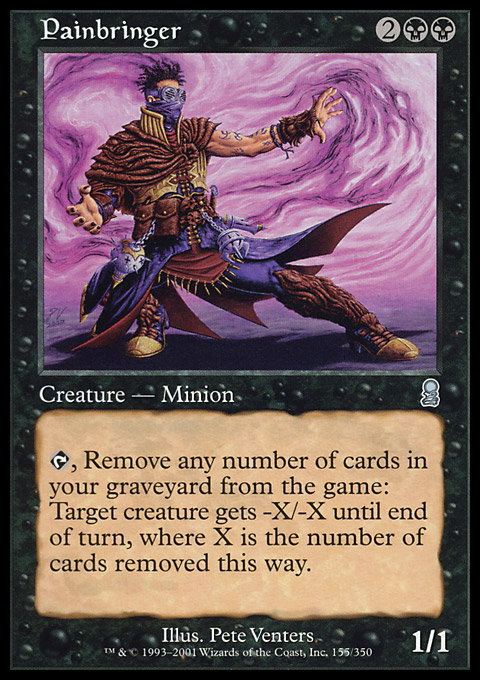 Painbringer 2
Creature — Minion
, Remove any number of cards in
your graveyard from the game:
Target creature gets -X/-X until end
of turn, where X is the number of
cards removed this way.
Illus. Pete Venters
™ & © 1993–2001 Wizards of the Coast, Inc. 155/350
1/1